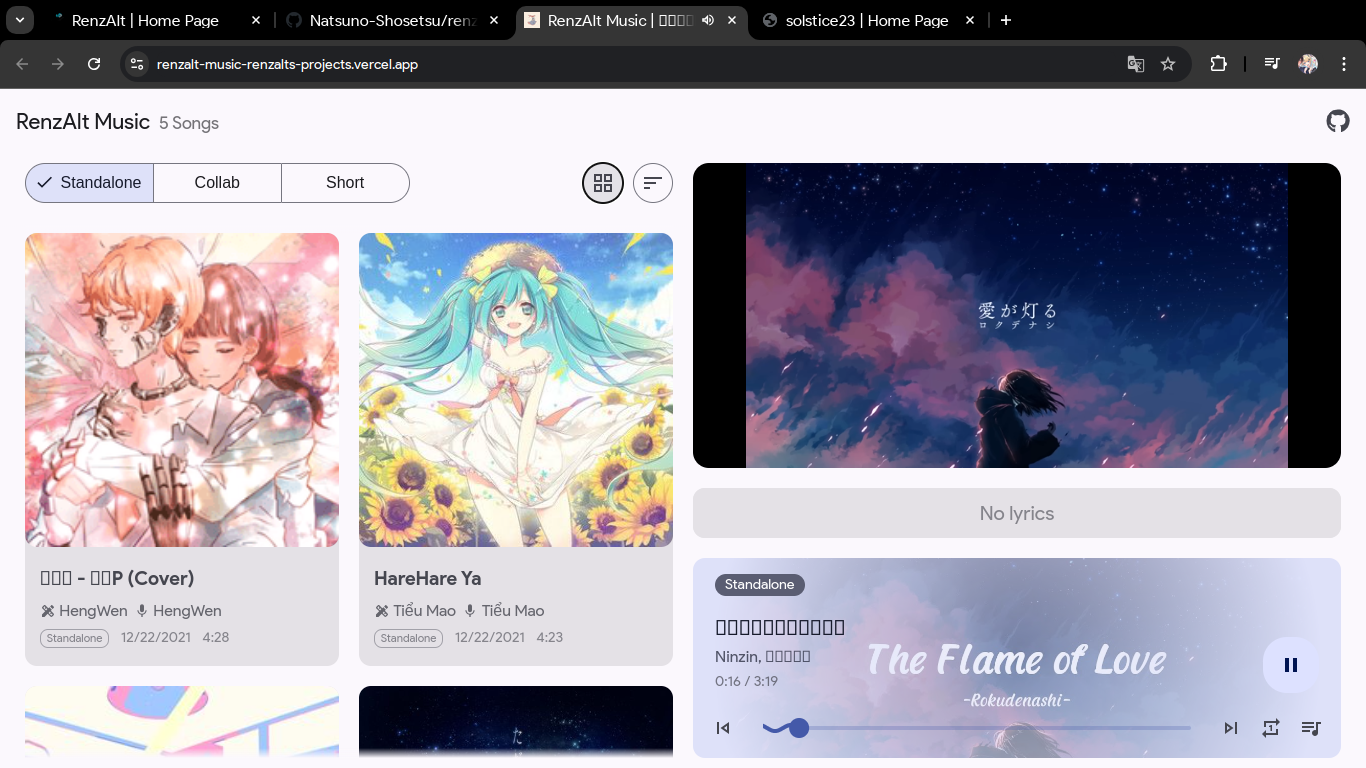 RenzAlt | Home Page
Natsuno-Shosetsu/renz
RenzAlt Music |
solstice23 | Home Page
renzalt-music-renzalts-projects.vercel.app
RenzAlt Music 5 Songs
Standalone Collab Short
愛が灯る
ロクデナシ
No lyrics
- P (Cover)
HengWen HengWen
Standalone 12/22/2021 4:28
HareHare Ya
Tiểu Mao Tiểu Mao
Standalone 12/22/2021 4:23
Standalone
Ninzin,
0:16 / 3:19
The Flame of Love
-Rokudenashi-
1
た